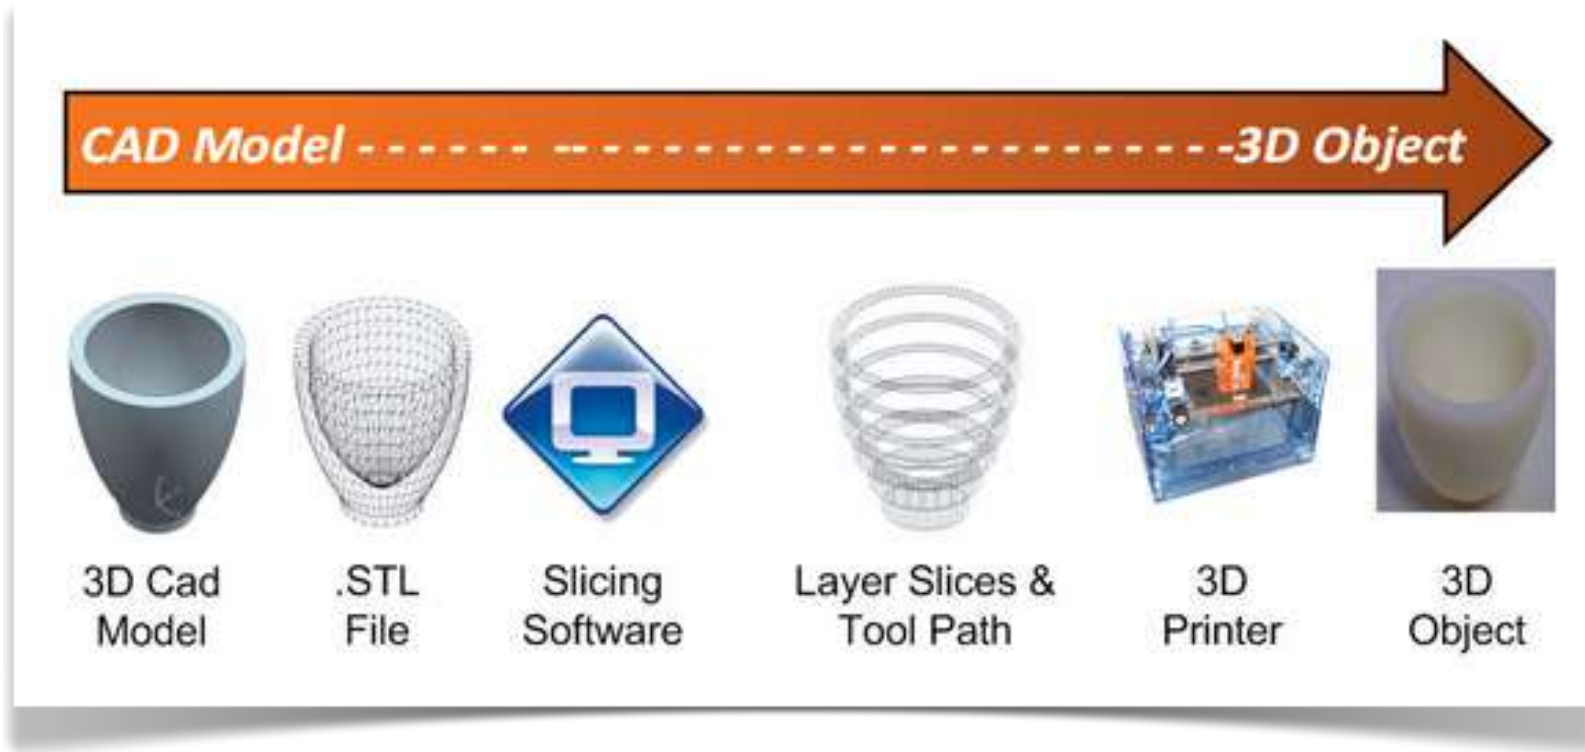 CAD Model - - - - - - -- - - - - - - - - - - - - - - - - - - - - - -3D Object
3D Cad
Model
.STL
File
Slicing
Software
Layer Slices &
Tool Path
3D
Printer
3D
Object